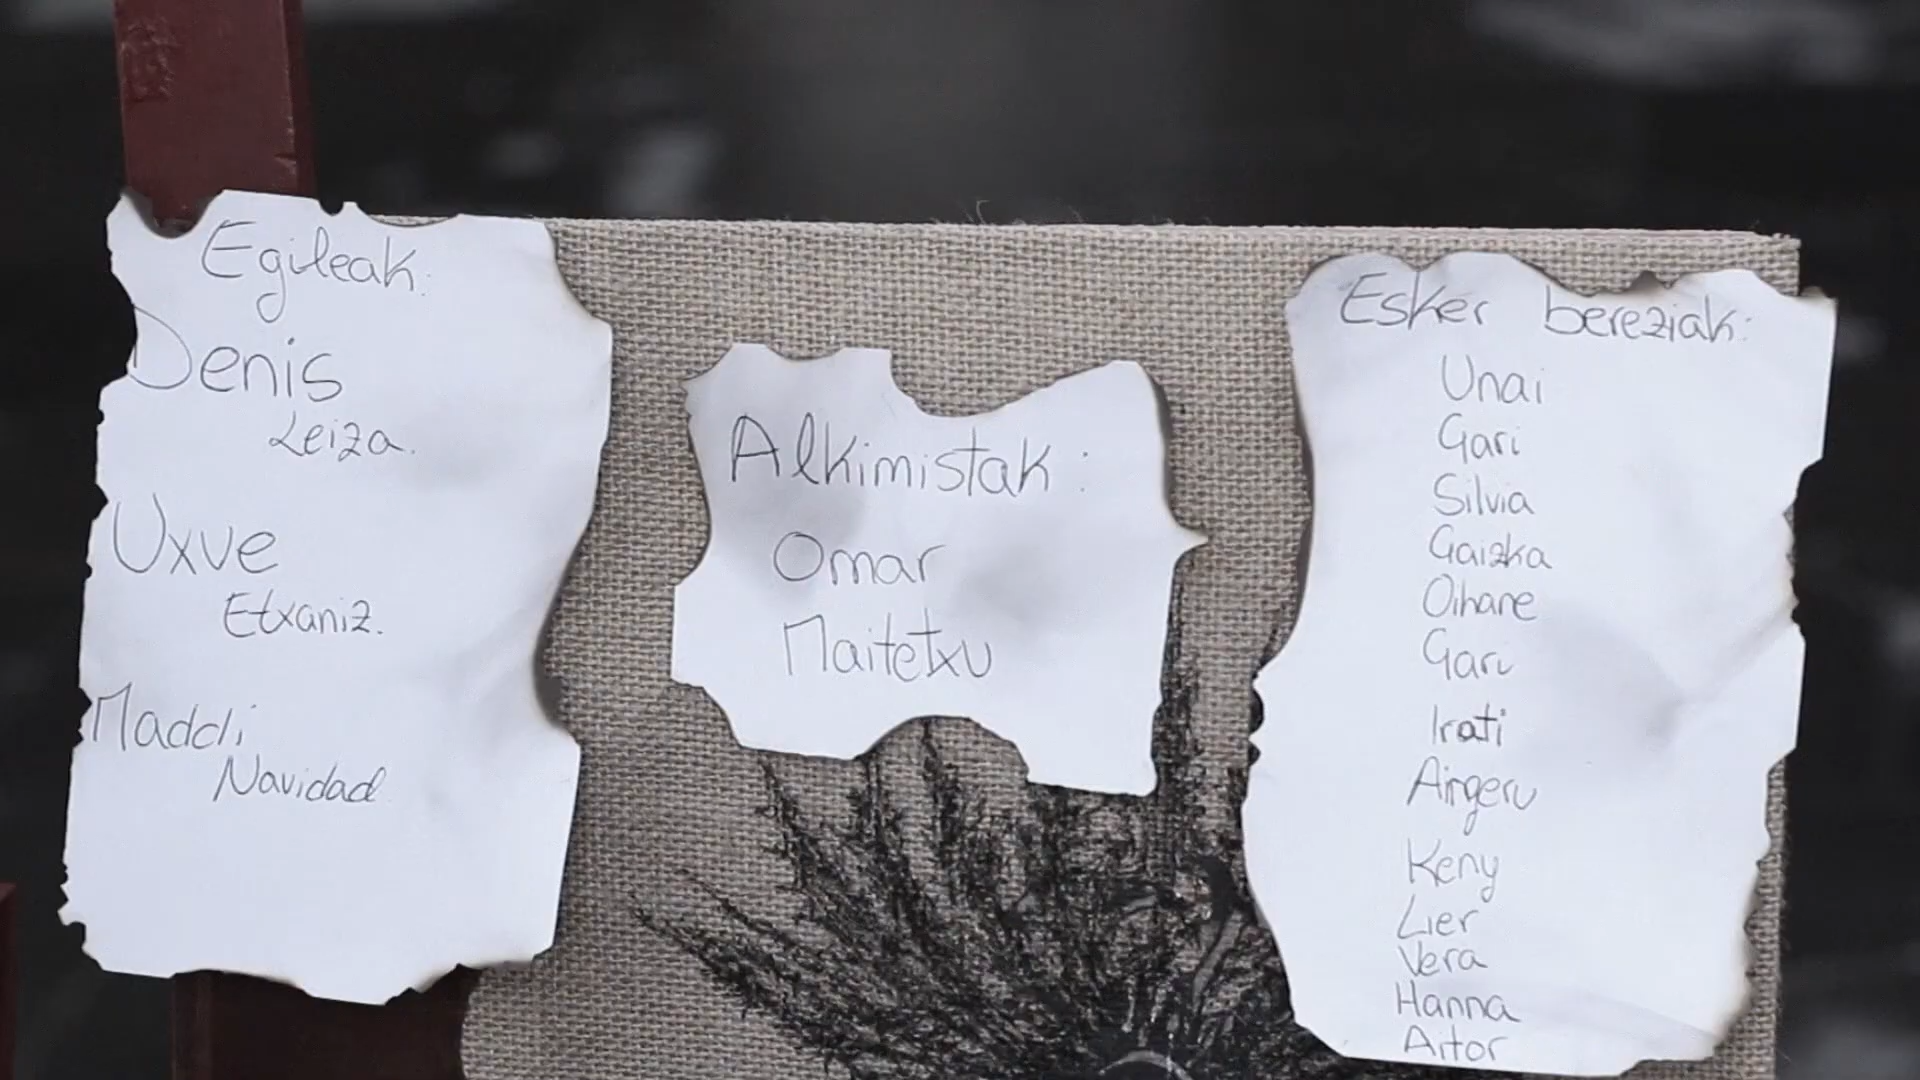 Egileak:
Denis
Leiza.
Uxue
Etxaniz.
Maddi
Navidad
Alkimistak:
Omar
Maitetxu
Esker bereziak:
Unai
Gari
Silvia
Gaizka
Oihane
Garu
Irati
Aingeru
Keny
Lier
Vera
Hanna
Aitor